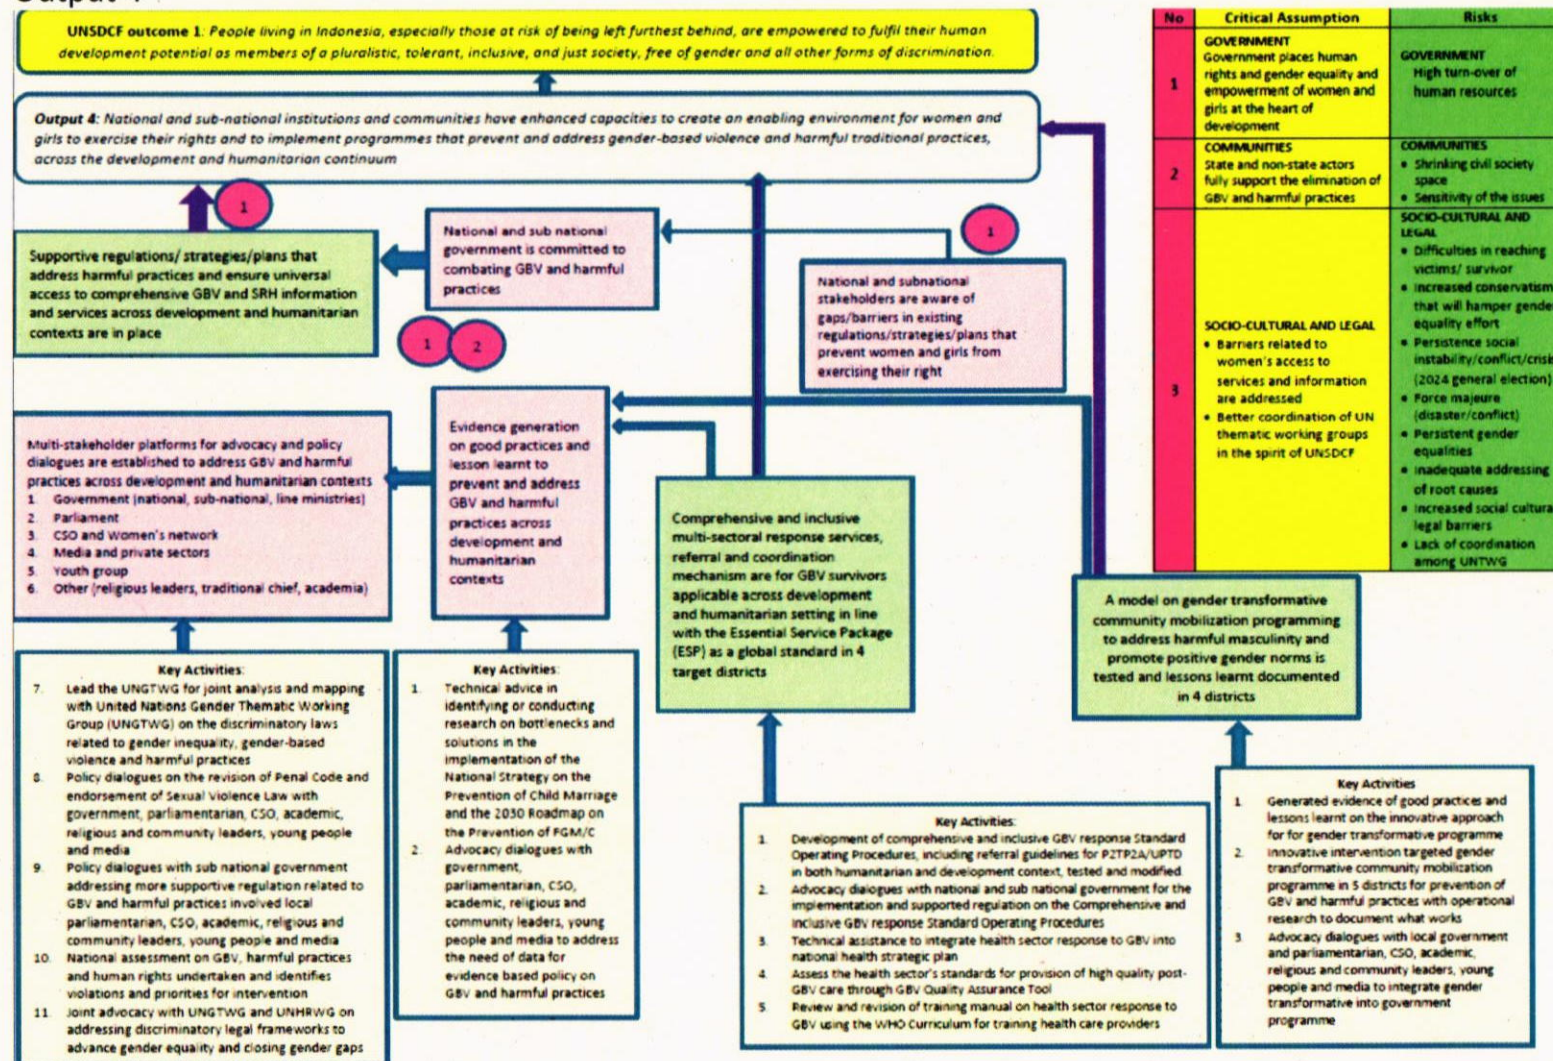 Output 4
UNSDCF outcome 1: People living in Indonesia, especially those at risk of being left furthest behind, are empowered to fulfil their human
development potential as members of a pluralistic, tolerant, inclusive, and just society, free of gender and all other forms of discrimination.
Output 4: National and sub-national institutions and communities have enhanced capacities to create an enabling environment for women and
girls to exercise their rights and to implement programmes that prevent and address gender-based violence and harmful traditional practices,
across the development and humanitarian continuum
1
Supportive regulations/ strategies/plans that
address harmful practices and ensure universal
access to comprehensive GBV and SRH information
and services across development and humanitarian
contexts are in place
National and sub national
government is committed to
combating GBV and harmful
practices
1
National and subnational
stakeholders are aware of
gaps/barriers in existing
regulations/strategies/plans that
prevent women and girls from
exercising their right
1
2
Multi-stakeholder platforms for advocacy and policy
dialogues are established to address GBV and harmful
practices across development and humanitarian contexts
1. Government (national, sub-national, line ministries)
2. Parliament
3. CSO and Women's network
4. Media and private sectors
5. Youth group
6. Other (religious leaders, traditional chief, academia)
Evidence generation
on good practices and
lesson learnt to
prevent and address
GBV and harmful
practices across
development and
humanitarian
contexts
Comprehensive and inclusive
multi-sectoral response services,
referral and coordination
mechanism are for GBV survivors
applicable across development
and humanitarian setting in line
with the Essential Service Package
(ESP) as a global standard in 4
target districts
A model on gender transformative
community mobilization programming
to address harmful masculinity and
promote positive gender norms is
tested and lessons learnt documented
in 4 districts
Key Activities:
7. Lead the UNGTWG for joint analysis and mapping
with United Nations Gender Thematic Working
Group (UNGTWG) on the discriminatory laws
related to gender inequality, gender-based
violence and harmful practices
8. Policy dialogues on the revision of Penal Code and
endorsement of Sexual Violence Law with
government, parliamentarian, CSO, academic,
religious and community leaders, young people
and media
9. Policy dialogues with sub national government
addressing more supportive regulation related to
GBV and harmful practices involved local
parliamentarian, CSO, academic, religious and
community leaders, young people and media
10. National assessment on GBV, harmful practices
and human rights undertaken and identifies
violations and priorities for intervention
11. Joint advocacy with UNGTWG and UNHRWG on
addressing discriminatory legal frameworks to
advance gender equality and closing gender gaps
Key Activities:
1. Technical advice in
identifying or conducting
research on bottlenecks and
solutions in the
implementation of the
National Strategy on the
Prevention of Child Marriage
and the 2030 Roadmap on
the Prevention of FGM/C
2. Advocacy dialogues with
government,
parliamentarian, CSO,
academic, religious and
community leaders, young
people and media to address
the need of data for
evidence based policy on
GBV and harmful practices
Key Activities:
1. Development of comprehensive and inclusive GBV response Standard
Operating Procedures, including referral guidelines for P2TP2A/UPTD
in both humanitarian and development context, tested and modified
2. Advocacy dialogues with national and sub national government for the
implementation and supported regulation on the Comprehensive and
inclusive GBV response Standard Operating Procedures
3. Technical assistance to integrate health sector response to GBV into
national health strategic plan
4. Assess the health sector's standards for provision of high quality post-
GBV care through GBV Quality Assurance Tool
5. Review and revision of training manual on health sector response to
GBV using the WHO Curriculum for training health care providers
Key Activities
1. Generated evidence of good practices and
lessons learnt on the innovative approach
for for gender transformative programme
2. Innovative intervention targeted gender
transformative community mobilization
programme in 5 districts for prevention of
GBV and harmful practices with operational
research to document what works
3. Advocacy dialogues with local government
and parliamentarian, CSO, academic,
religious and community leaders, young
people and media to integrate gender
transformative into government
programme
No Critical Assumption Risks
1
GOVERNMENT
Government places human
rights and gender equality and
empowerment of women and
girls at the heart of
development
GOVERNMENT
High turn-over of
human resources
2
COMMUNITIES
State and non-state actors
fully support the elimination of
GBV and harmful practices
COMMUNITIES
• Shrinking civil society
space
• Sensitivity of the issues
3
SOCIO-CULTURAL AND LEGAL
• Barriers related to
women's access to
services and information
are addressed
• Better coordination of UN
thematic working groups
in the spirit of UNSDCF
SOCIO-CULTURAL AND
LEGAL
• Difficulties in reaching
victims/ survivor
• Increased conservatism
that will hamper gender
equality effort
• Persistence social
instability/conflict/crisis
(2024 general election)
• Force majeure
(disaster/conflict)
• Persistent gender
equalities
• Inadequate addressing
of root causes
• Increased social cultural
legal barriers
• Lack of coordination
among UNTWG